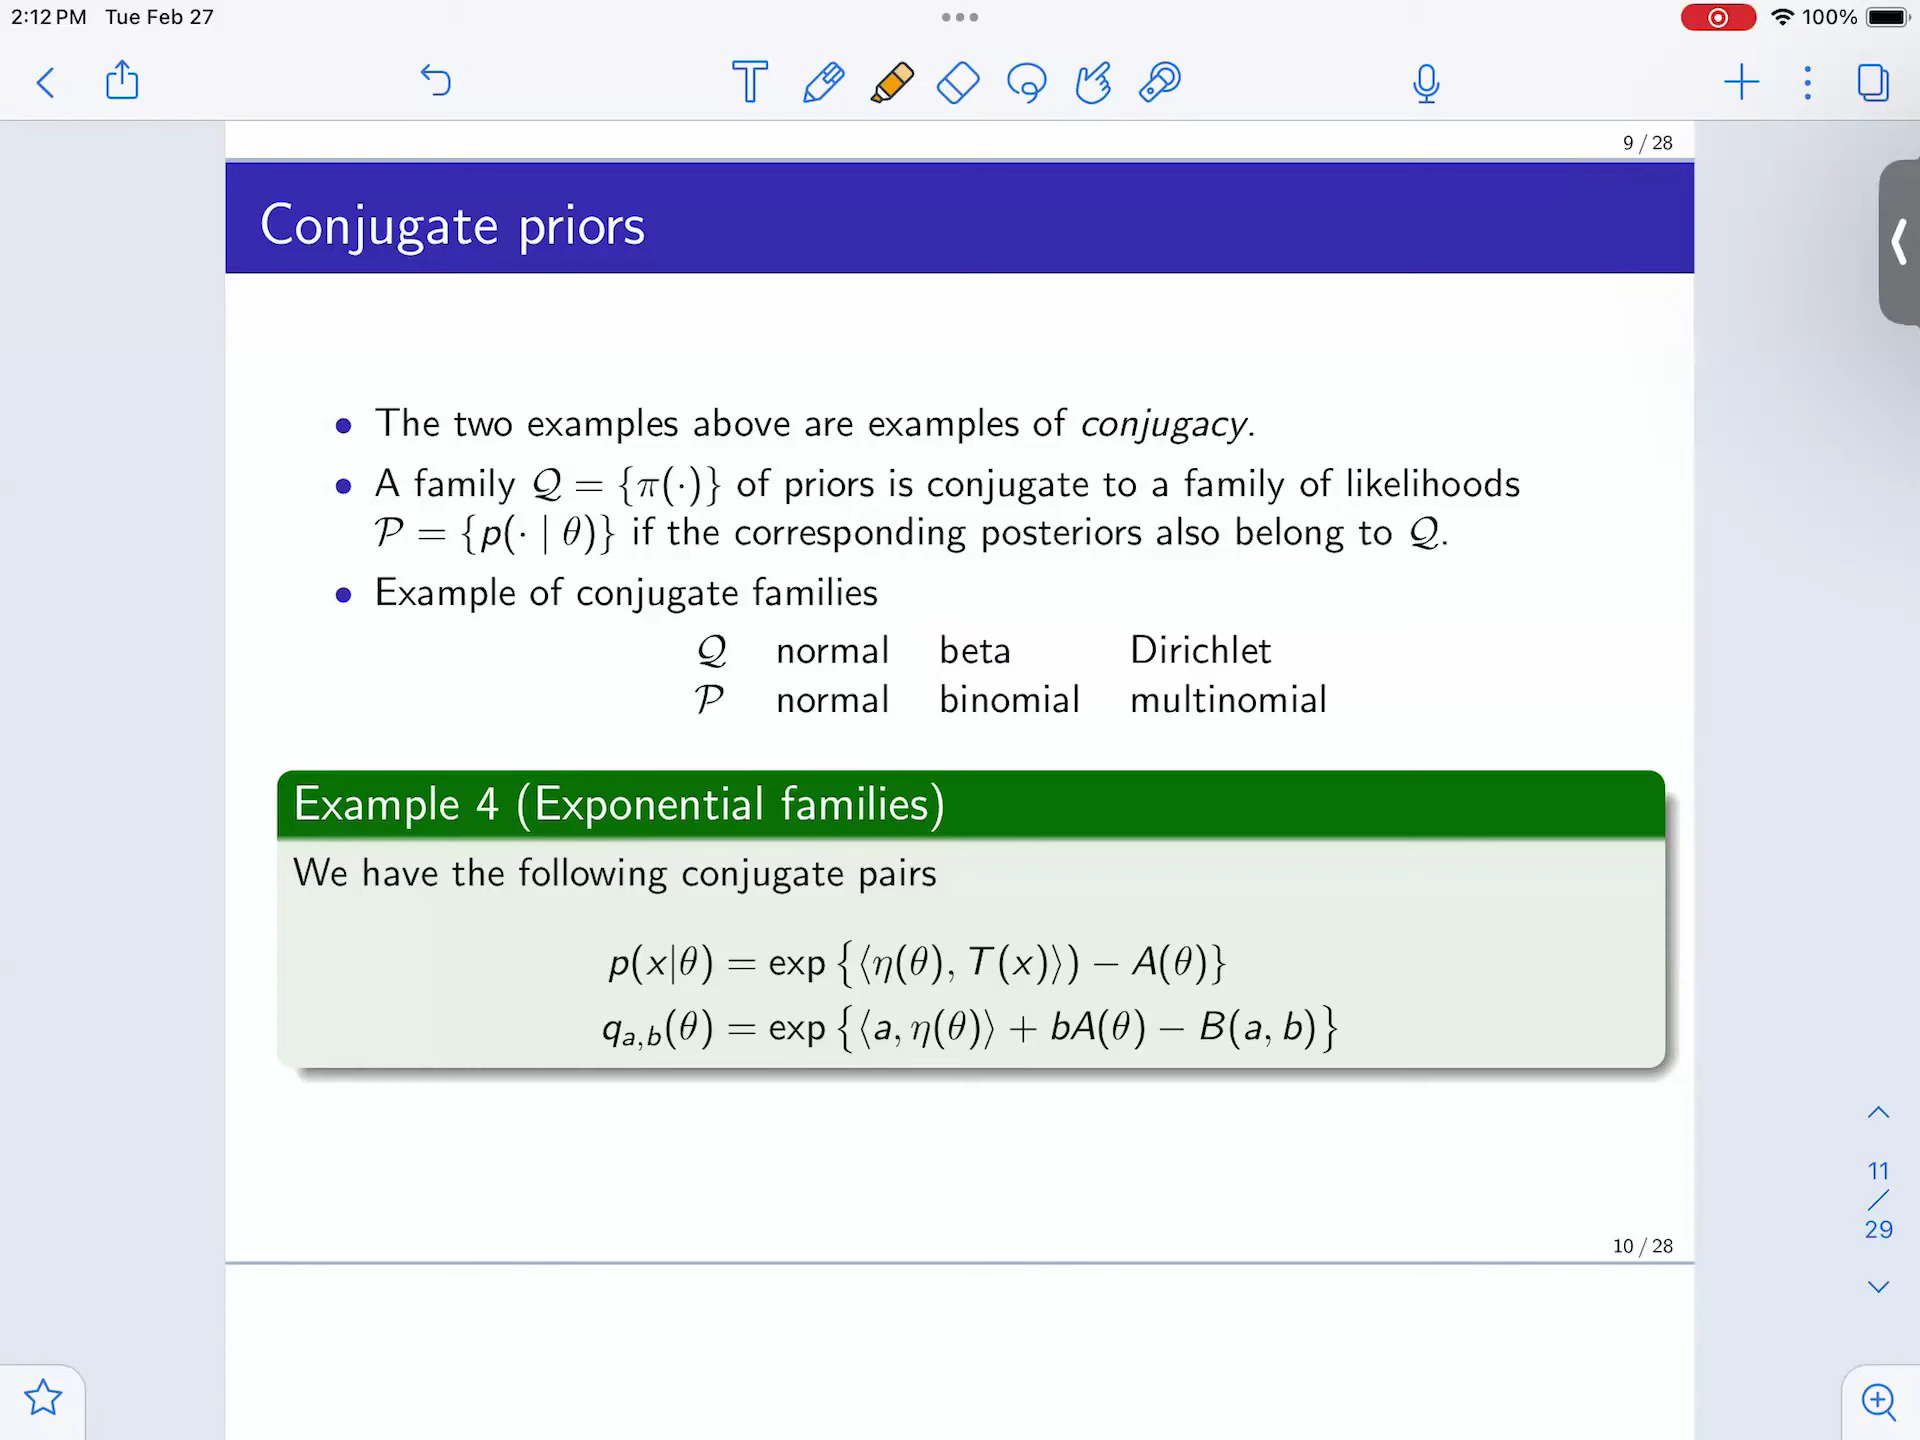 2:12 PM Tue Feb 27
100%
9 / 28
Conjugate priors
• The two examples above are examples of conjugacy.
• A family 𝒬 = {π(·)} of priors is conjugate to a family of likelihoods
𝒫 = {p(· | θ)} if the corresponding posteriors also belong to 𝒬.
• Example of conjugate families
𝒬 normal beta Dirichlet
𝒫 normal binomial multinomial
Example 4 (Exponential families)
We have the following conjugate pairs
p(x|θ) = exp {⟨η(θ), T(x)⟩) − A(θ)}
q_{a,b}(θ) = exp {⟨a, η(θ)⟩ + bA(θ) − B(a, b)}
11
/
29
10 / 28